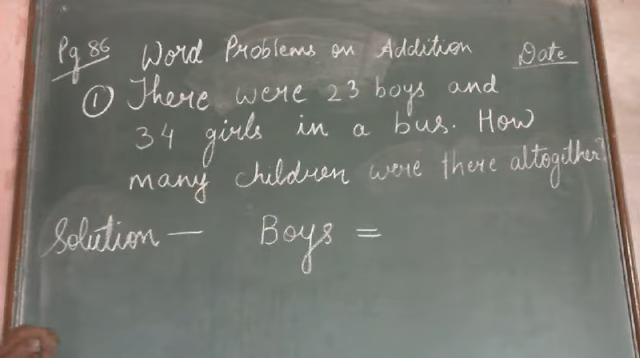 Pg 86 Word Problems on Addition Date
① There were 23 boys and
34 girls in a bus. How
many children were there altogether?
Solution — Boys =